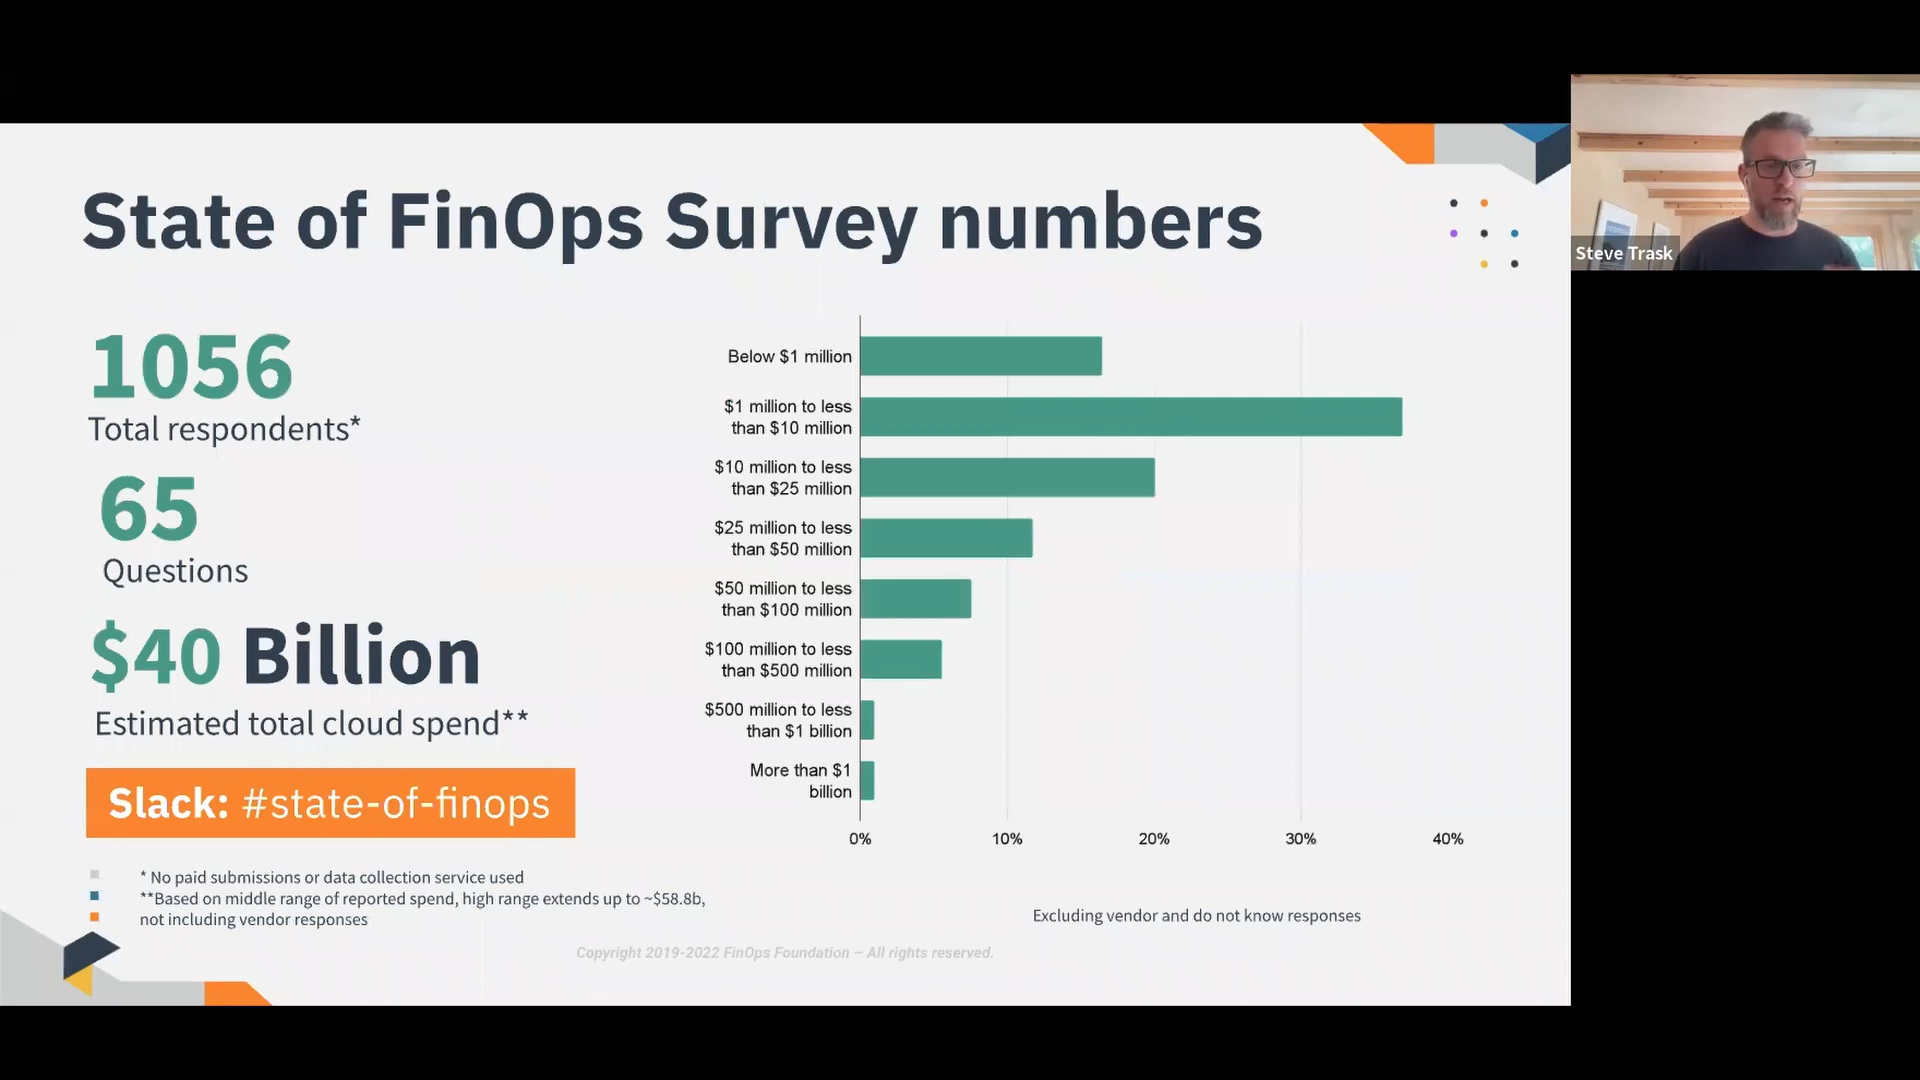 State of FinOps Survey numbers
1056
Total respondents*
65
Questions
$40 Billion
Estimated total cloud spend**
Slack: #state-of-finops
* No paid submissions or data collection service used
**Based on middle range of reported spend, high range extends up to ~$58.8b,
not including vendor responses
Below $1 million
$1 million to less
than $10 million
$10 million to less
than $25 million
$25 million to less
than $50 million
$50 million to less
than $100 million
$100 million to less
than $500 million
$500 million to less
than $1 billion
More than $1
billion
0% 10% 20% 30% 40%
Excluding vendor and do not know responses
Copyright 2019-2022 FinOps Foundation – All rights reserved.
Steve Trask